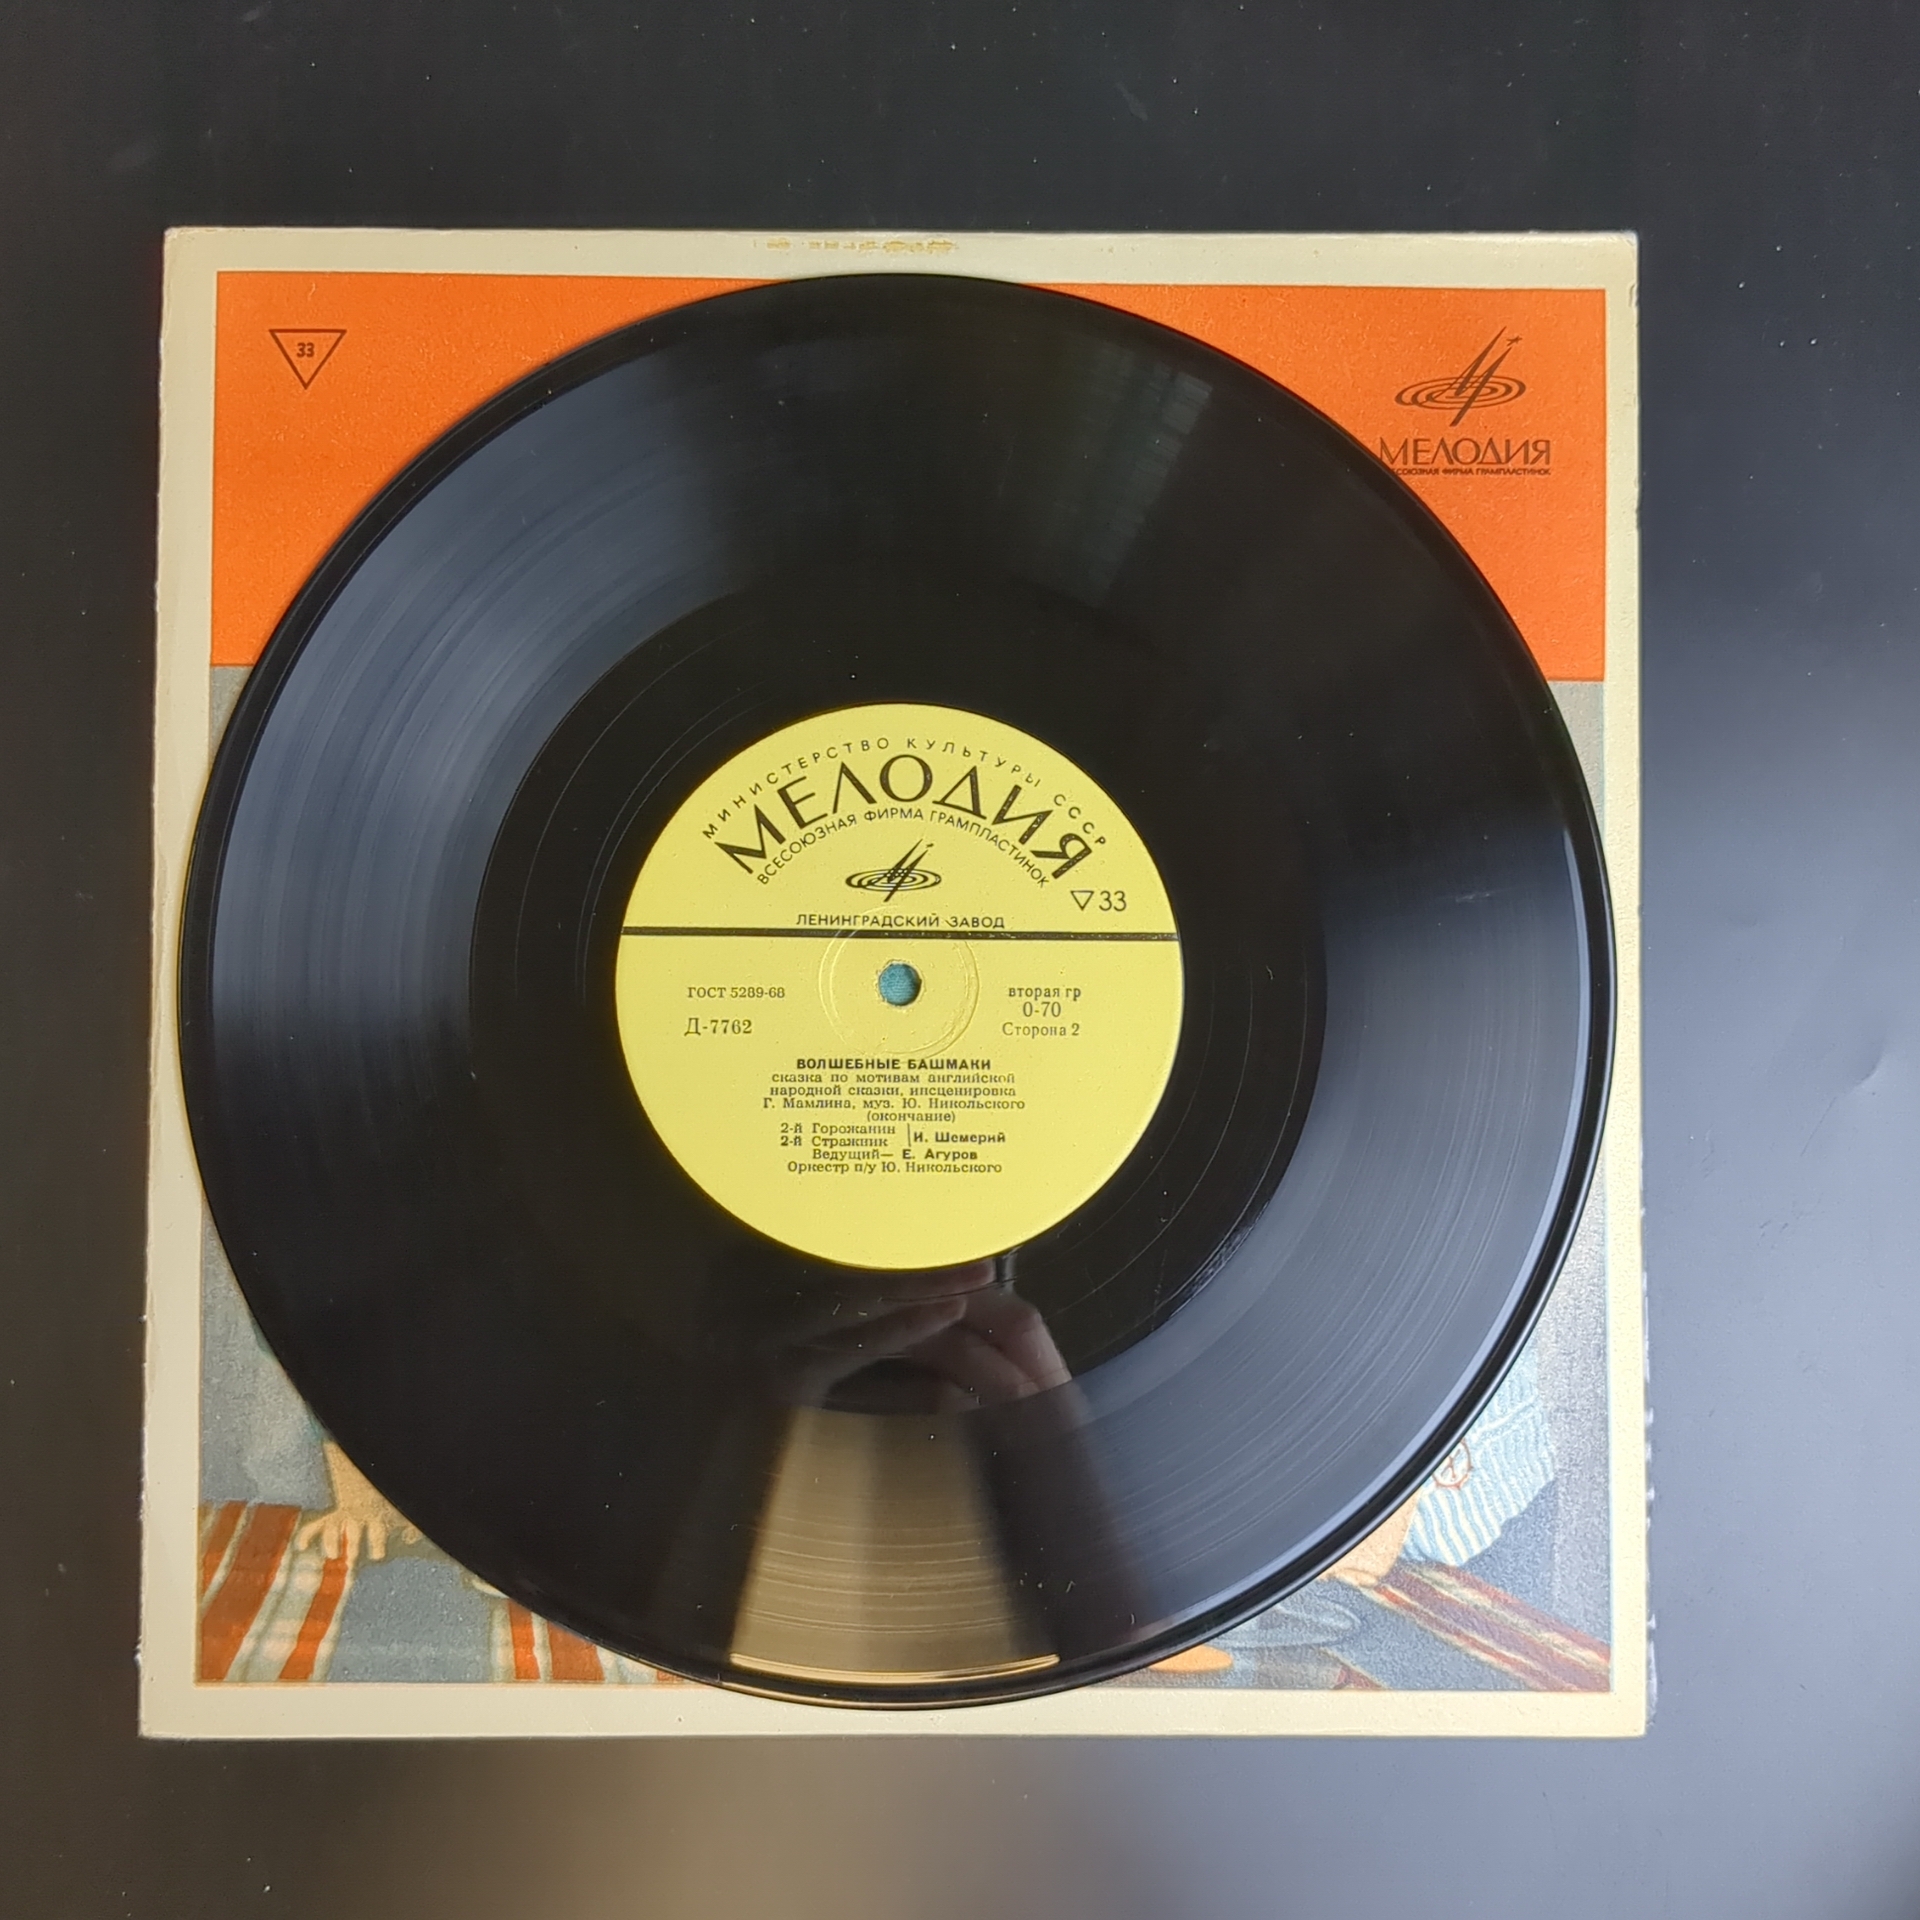 33
МЕЛОДИЯ
ФИРМА ГРАМПЛАСТИНОК
МИНИСТЕРСТВО КУЛЬТУРЫ СССР
МЕЛОДИЯ
ВСЕСОЮЗНАЯ ФИРМА ГРАМПЛАСТИНОК
33
ЛЕНИНГРАДСКИЙ ЗАВОД
ГОСТ 5289-68
вторая гр
Д-7762
0-70
Сторона 2
ВОЛШЕБНЫЕ БАШМАКИ
сказка по мотивам английской
народной сказки, инсценировка
Г. Мамлина, муз. Ю. Никольского
(окончание)
2-й Горожанин
2-й Стражник
И. Шемерий
Ведущий— Е. Агуров
Оркестр п/у Ю. Никольского